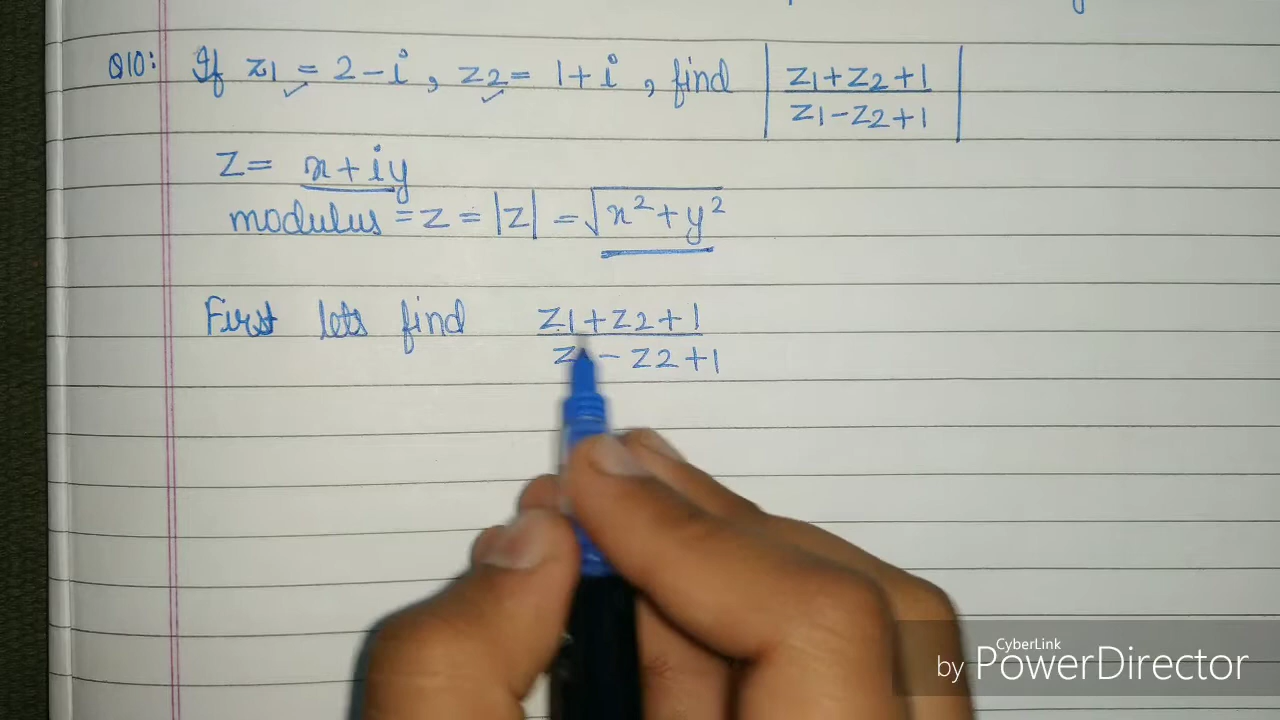 Q10: If z1 = 2 - i, z2 = 1 + i, find | z1 + z2 + 1
z1 - z2 + 1 |
z = x + iy
modulus = z = |z| = √x² + y²
First lets find z1 + z2 + 1
z1 - z2 + 1
CyberLink
by PowerDirector